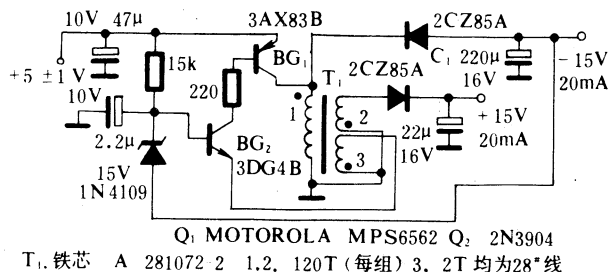 10V 47μ 3AX83B 2CZ85A
BG₁ C₁ 220μ -15V
+5 ±1V 15k T₁ 2CZ85A 16V 20mA
10V 220 1 2 +15V
2.2μ BG₂ 22μ 20mA
15V 3DG4B 3 16V
1N4109
Q₁ MOTOROLA MPS6562 Q₂ 2N3904
T₁.铁芯 A 281072-2 1,2, 120T (每组) 3, 2T 均为28#线